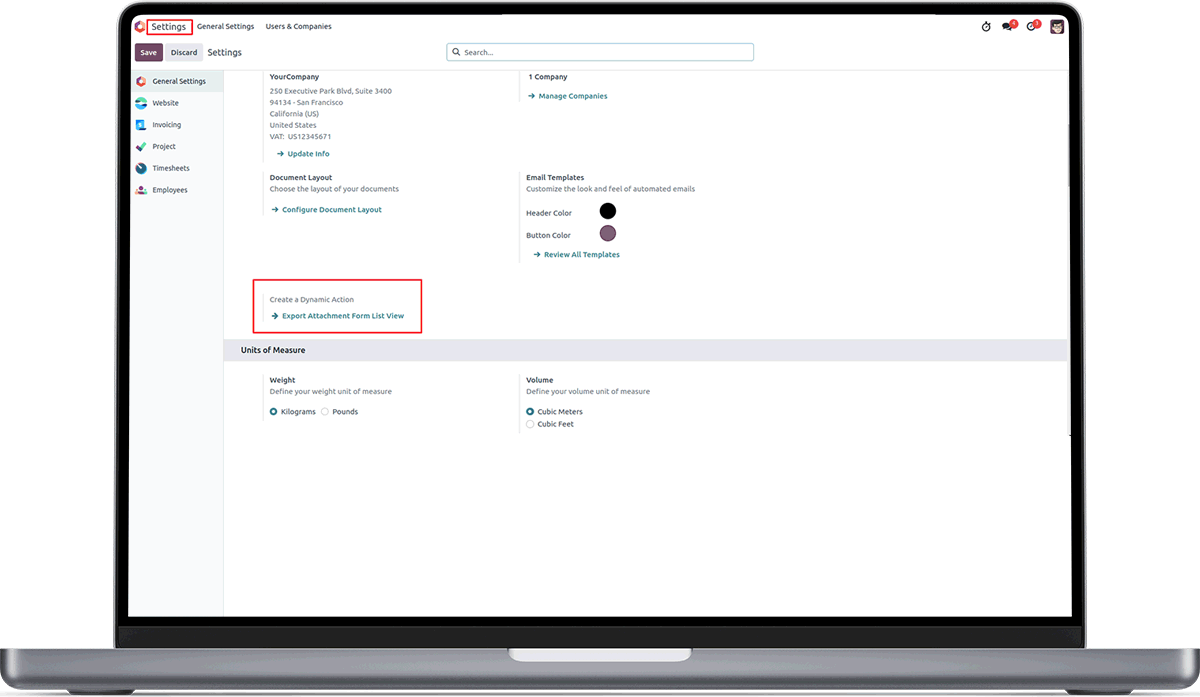 Settings General Settings Users & Companies
4 1
Save Discard Settings
Search...
General Settings
Website
Invoicing
Project
Timesheets
Employees
YourCompany
250 Executive Park Blvd, Suite 3400
94134 - San Francisco
California (US)
United States
VAT: US12345671
Update Info
1 Company
Manage Companies
Document Layout
Choose the layout of your documents
Configure Document Layout
Email Templates
Customize the look and feel of automated emails
Header Color
Button Color
Review All Templates
Create a Dynamic Action
Export Attachment Form List View
Units of Measure
Weight
Define your weight unit of measure
Kilograms Pounds
Volume
Define your volume unit of measure
Cubic Meters
Cubic Feet